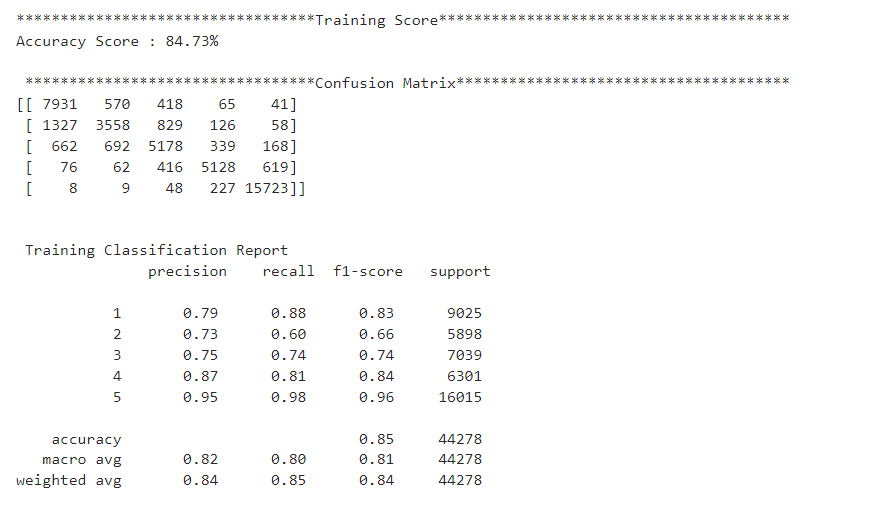 **********************************Training Score****************************************
Accuracy Score : 84.73%
*********************************Confusion Matrix**************************************
[[ 7931 570 418 65 41]
[ 1327 3558 829 126 58]
[ 662 692 5178 339 168]
[ 76 62 416 5128 619]
[ 8 9 48 227 15723]]
Training Classification Report
precision recall f1-score support
1 0.79 0.88 0.83 9025
2 0.73 0.60 0.66 5898
3 0.75 0.74 0.74 7039
4 0.87 0.81 0.84 6301
5 0.95 0.98 0.96 16015
accuracy 0.85 44278
macro avg 0.82 0.80 0.81 44278
weighted avg 0.84 0.85 0.84 44278